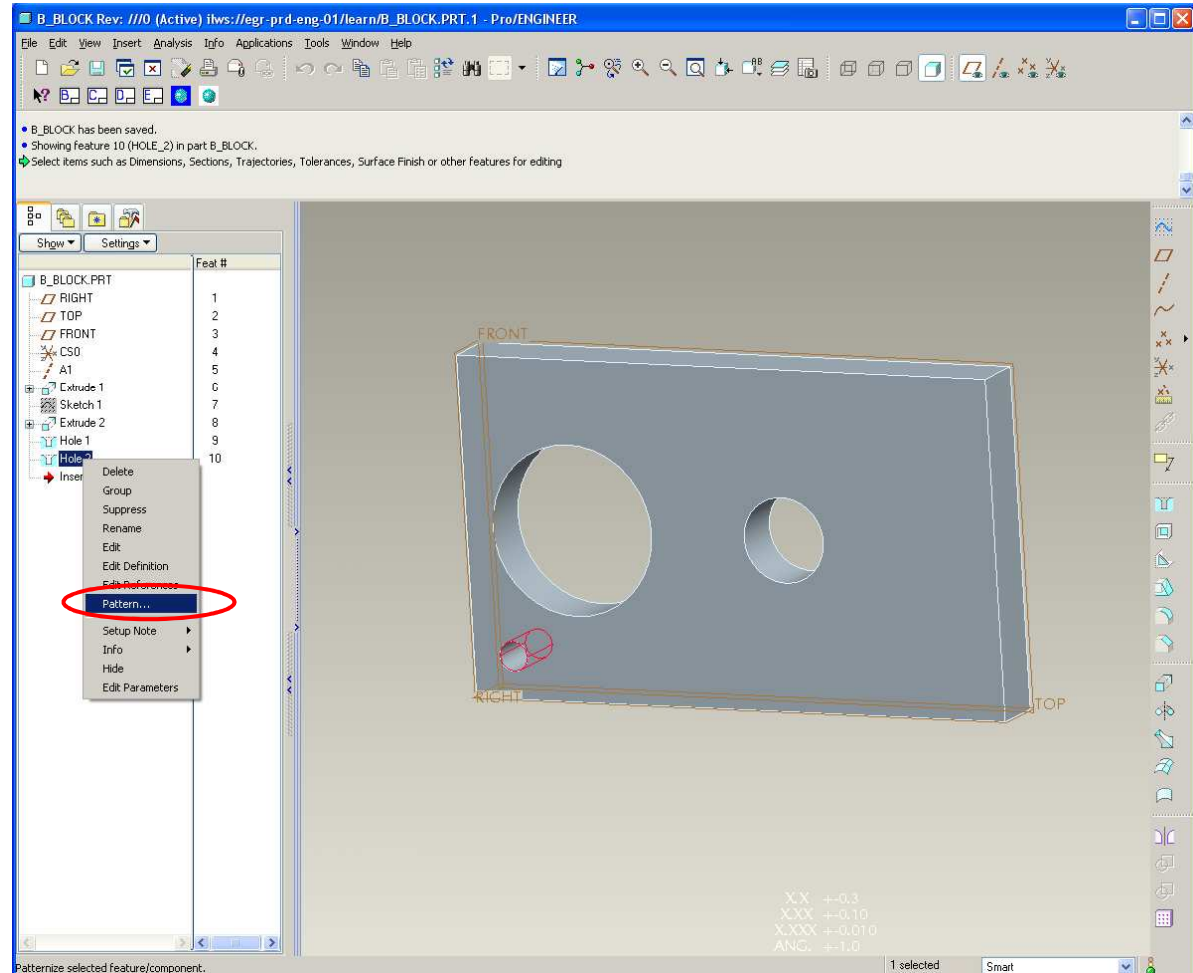 B_BLOCK Rev: ///0 (Active) ilws://egr-prd-eng-01/learn/B_BLOCK.PRT.1 - Pro/ENGINEER
File Edit View Insert Analysis Info Applications Tools Window Help
B C D E
B_BLOCK has been saved.
Showing feature 10 (HOLE_2) in part B_BLOCK.
Select items such as Dimensions, Sections, Trajectories, Tolerances, Surface Finish or other features for editing
Show Settings
Feat #
B_BLOCK.PRT
RIGHT 1
TOP 2
FRONT 3
CS0 4
A1 5
Extrude 1 6
Sketch 1 7
Extrude 2 8
Hole 1 9
Hole 2 10
Inser
Delete
Group
Suppress
Rename
Edit
Edit Definition
Edit References
Pattern...
Setup Note
Info
Hide
Edit Parameters
FRONT
RIGHT
TOP
X.X +-0.3
X.XX +-0.10
X.XXX +-0.010
ANG. +-1.0
Patternize selected feature/component.
1 selected
Smart